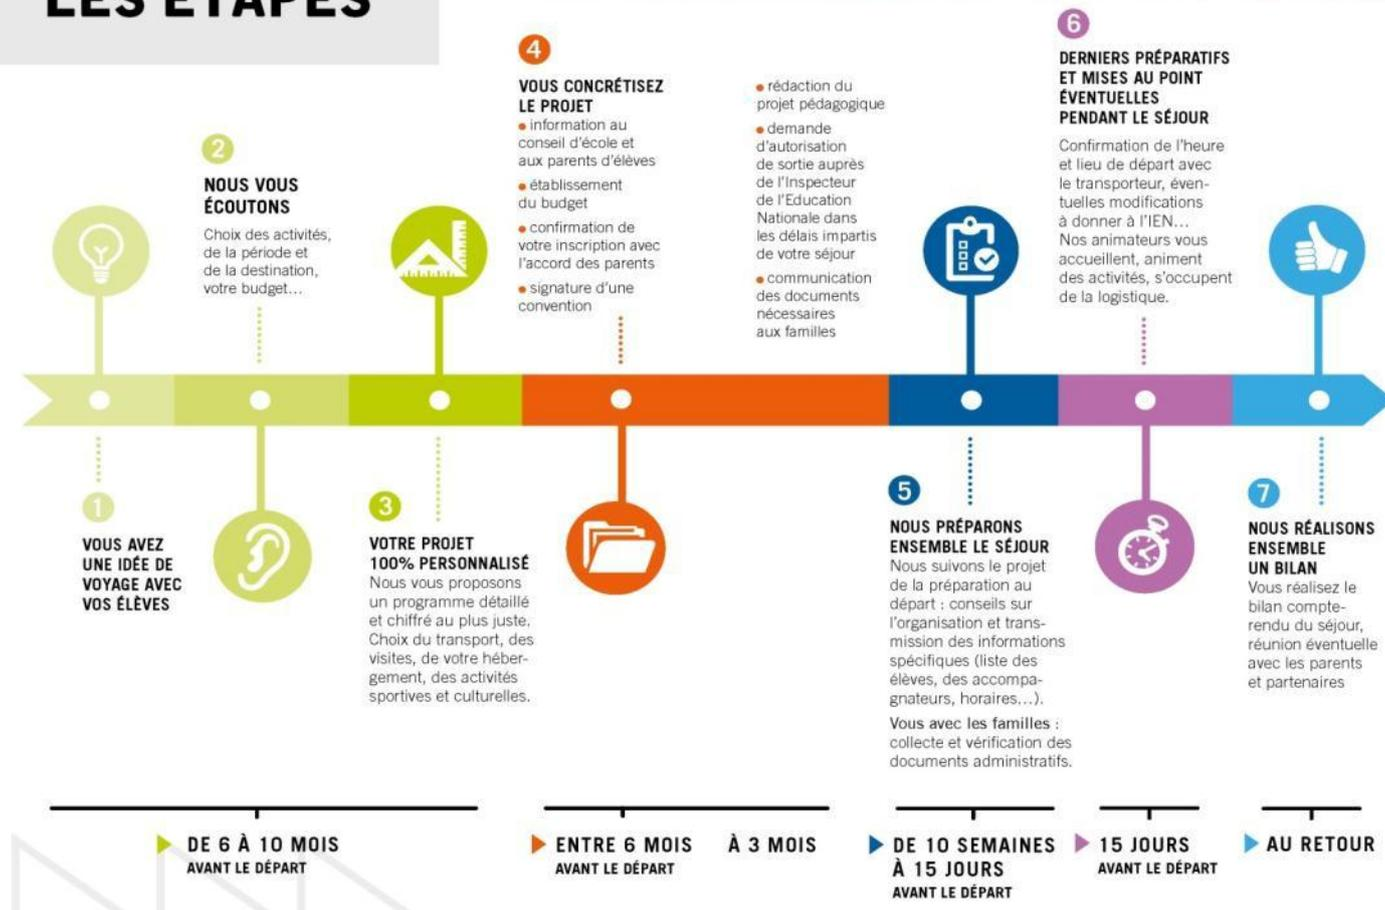 LES ÉTAPES
1
VOUS AVEZ
UNE IDÉE DE
VOYAGE AVEC
VOS ÉLÈVES
2
NOUS VOUS
ÉCOUTONS
Choix des activités,
de la période et
de la destination,
votre budget...
3
VOTRE PROJET
100% PERSONNALISÉ
Nous vous proposons
un programme détaillé
et chiffré au plus juste.
Choix du transport, des
visites, de votre héber-
gement, des activités
sportives et culturelles.
4
VOUS CONCRÉTISEZ
LE PROJET
• information au
conseil d'école et
aux parents d'élèves
• établissement
du budget
• confirmation de
votre inscription avec
l'accord des parents
• signature d'une
convention
• rédaction du
projet pédagogique
• demande
d'autorisation
de sortie auprès
de l'Inspecteur
de l'Education
Nationale dans
les délais impartis
de votre séjour
• communication
des documents
nécessaires
aux familles
5
NOUS PRÉPARONS
ENSEMBLE LE SÉJOUR
Nous suivons le projet
de la préparation au
départ : conseils sur
l'organisation et trans-
mission des informations
spécifiques (liste des
élèves, des accompa-
gnateurs, horaires...).
Vous avec les familles :
collecte et vérification des
documents administratifs.
6
DERNIERS PRÉPARATIFS
ET MISES AU POINT
ÉVENTUELLES
PENDANT LE SÉJOUR
Confirmation de l'heure
et lieu de départ avec
le transporteur, éven-
tuelles modifications
à donner à l'IEN...
Nos animateurs vous
accueillent, animent
des activités, s'occupent
de la logistique.
7
NOUS RÉALISONS
ENSEMBLE
UN BILAN
Vous réalisez le
bilan compte-
rendu du séjour,
réunion éventuelle
avec les parents
et partenaires
DE 6 À 10 MOIS
AVANT LE DÉPART
ENTRE 6 MOIS À 3 MOIS
AVANT LE DÉPART
DE 10 SEMAINES
À 15 JOURS
AVANT LE DÉPART
15 JOURS
AVANT LE DÉPART
AU RETOUR